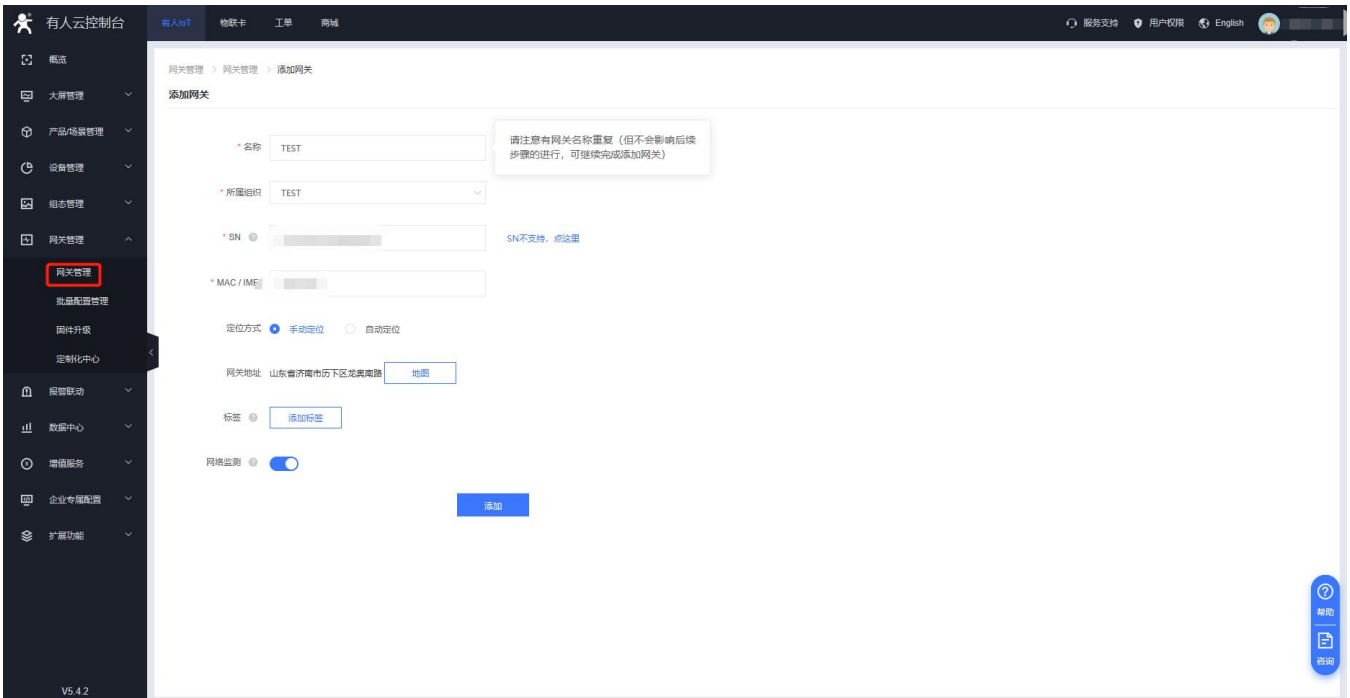 有人云控制台
有人IoT 物联卡 工单 商城
服务支持 用户权限 English
概览
大屏管理
产品/场景管理
设备管理
组态管理
网关管理
网关管理
批量配置管理
固件升级
定制化中心
报警联动
数据中心
增值服务
企业专属配置
扩展功能
V5.4.2
网关管理 > 网关管理 > 添加网关
添加网关
* 名称 TEST
请注意有网关名称重复（但不会影响后续
步骤的进行，可继续完成添加网关）
* 所属组织 TEST
* SN SN不支持，点这里
* MAC / IME
定位方式 手动定位 自动定位
网关地址 山东省济南市历下区龙奥南路 地图
标签 添加标签
网络监测
添加
帮助
咨询